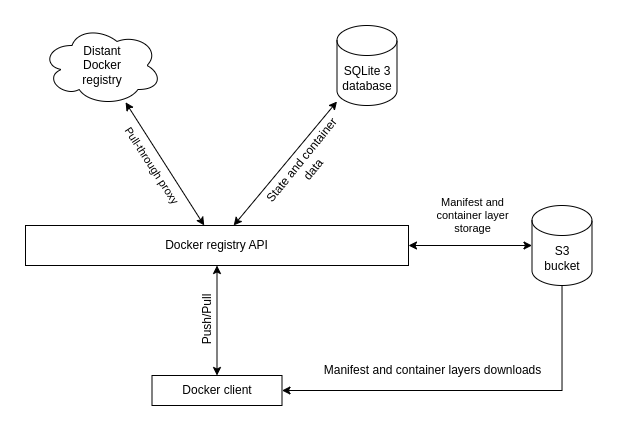 Distant
Docker
registry
SQLite 3
database
Pull-through proxy
State and container
data
Manifest and
container layer
storage
Docker registry API
S3
bucket
Push/Pull
Manifest and container layers downloads
Docker client